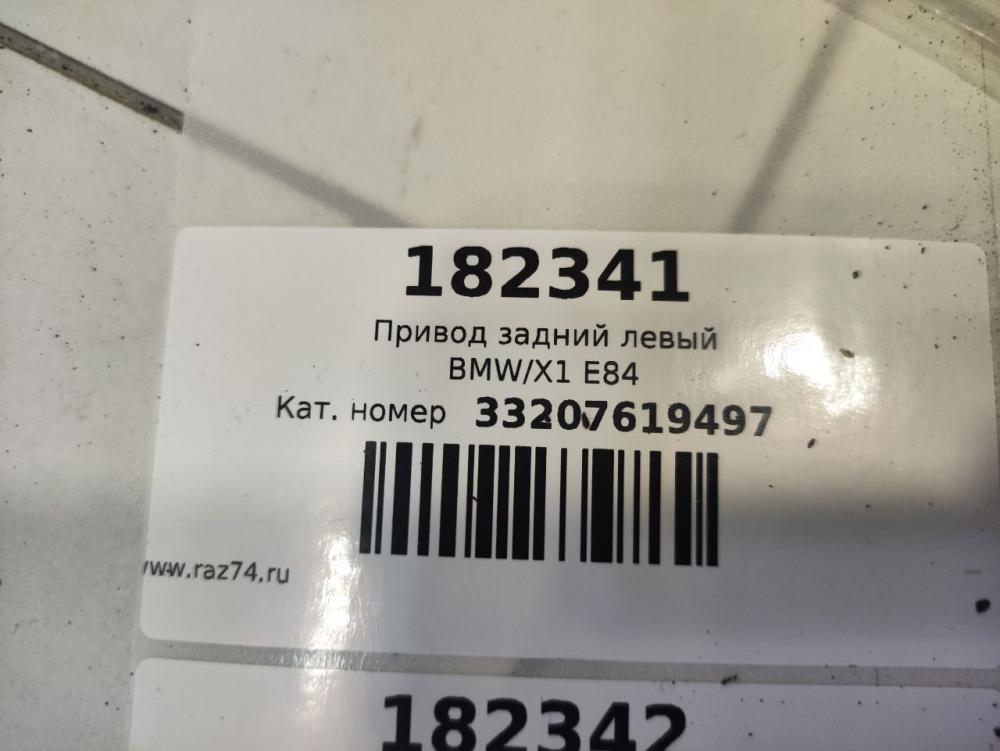 182341
Привод задний левый
BMW/X1 E84
Кат. номер 33207619497
www.raz74.ru
182342